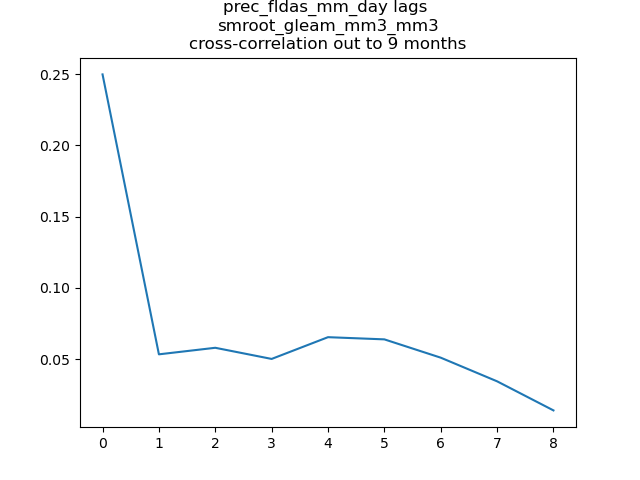 prec_fldas_mm_day lags
smroot_gleam_mm3_mm3
cross-correlation out to 9 months
0.25
0.20
0.15
0.10
0.05
0 1 2 3 4 5 6 7 8